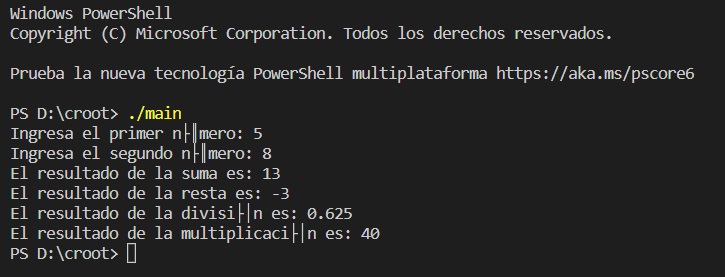 Windows PowerShell
Copyright (C) Microsoft Corporation. Todos los derechos reservados.
Prueba la nueva tecnología PowerShell multiplataforma https://aka.ms/pscore6
PS D:\croot> ./main
Ingresa el primer n├║mero: 5
Ingresa el segundo n├║mero: 8
El resultado de la suma es: 13
El resultado de la resta es: -3
El resultado de la divisi├│n es: 0.625
El resultado de la multiplicaci├│n es: 40
PS D:\croot>